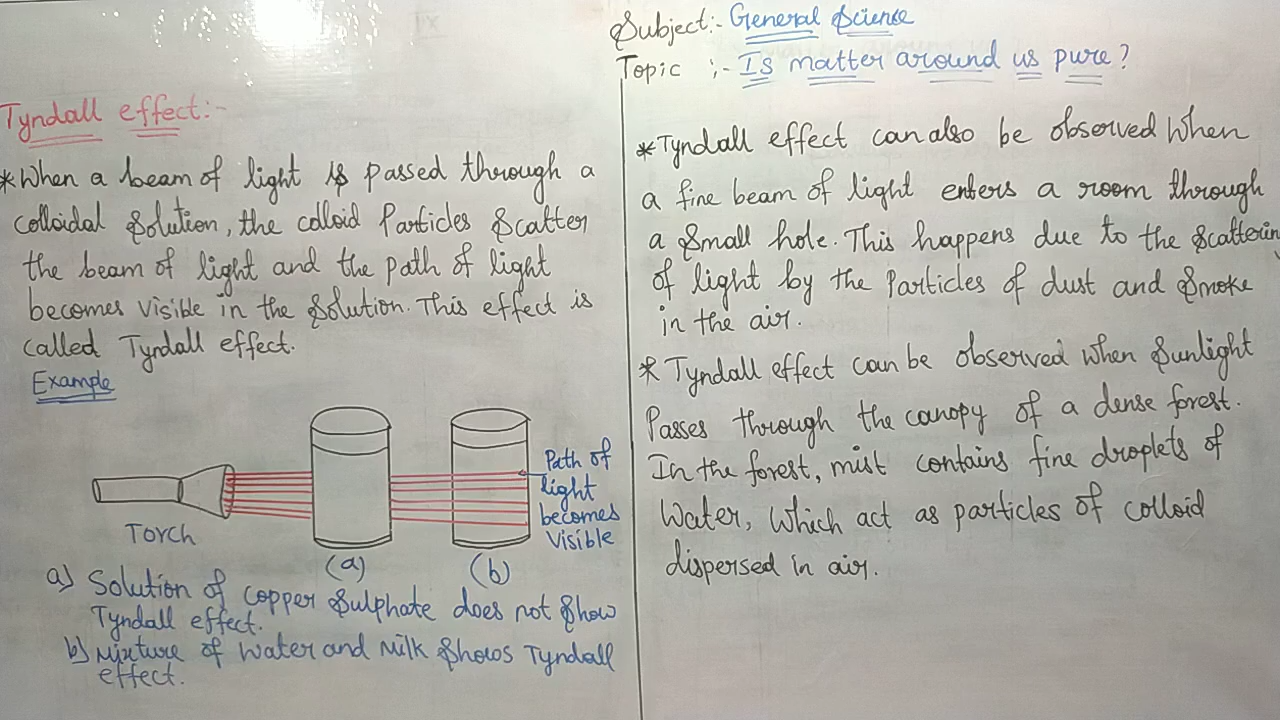 Subject:- General Science
Topic :- Is matter around us pure?
Tyndall effect:-
*When a beam of light is passed through a
colloidal solution, the colloid Particles Scatter
the beam of light and the path of light
becomes visible in the solution. This effect is
called Tyndall effect.
Example
Torch
(a)
(b)
Path of
light
becomes
visible
a) Solution of copper Sulphate does not show
Tyndall effect.
b) Mixture of water and Milk shows Tyndall
effect.
*Tyndall effect can also be observed when
a fine beam of light enters a room through
a small hole. This happens due to the scatterin
of light by the particles of dust and smoke
in the air.
* Tyndall effect can be observed when sunlight
Passes through the canopy of a dense forest.
In the forest, mist contains fine droplets of
water, which act as particles of colloid
dispersed in air.